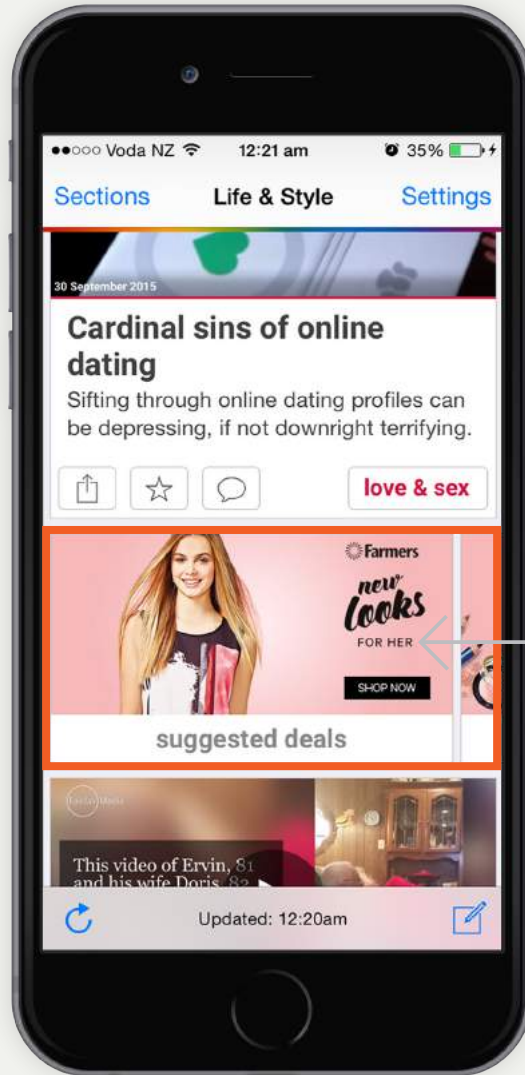 ●●○○○ Voda NZ 12:21 am 35%
Sections Life & Style Settings
30 September 2015
Cardinal sins of online
dating
Sifting through online dating profiles can
be depressing, if not downright terrifying.
love & sex
Farmers
new
looks
FOR HER
SHOP NOW
suggested deals
Fairfax Media
This video of Ervin, 81
and his wife Doris, 82
Updated: 12:20am